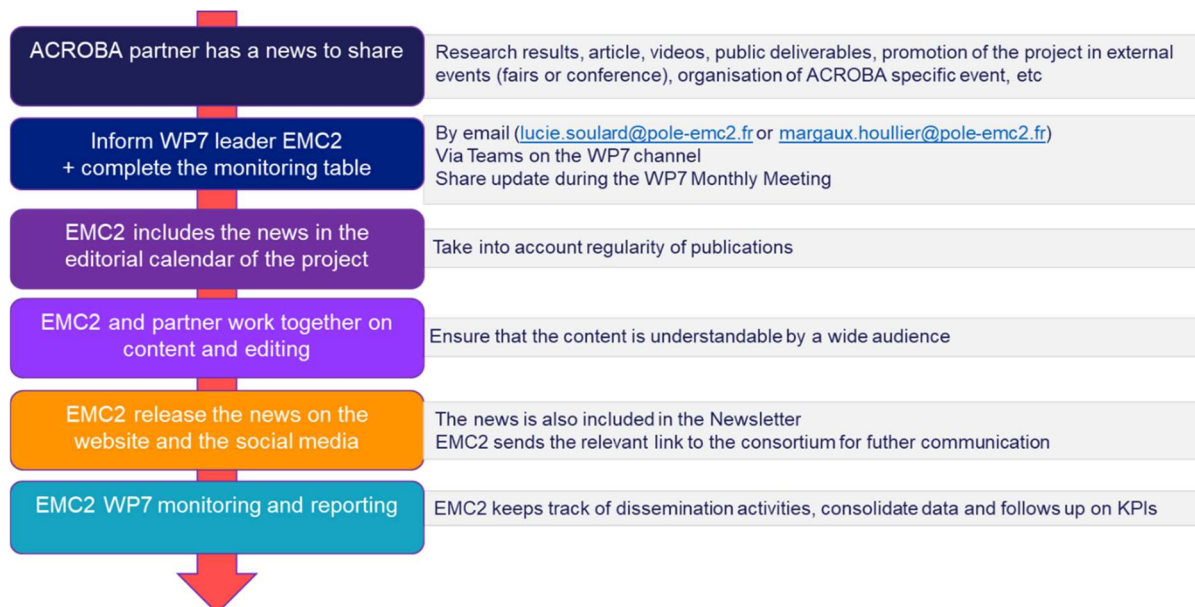 ACROBA partner has a news to share
Research results, article, videos, public deliverables, promotion of the project in external
events (fairs or conference), organisation of ACROBA specific event, etc
Inform WP7 leader EMC2
+ complete the monitoring table
By email (lucie.soulard@pole-emc2.fr or margaux.houllier@pole-emc2.fr)
Via Teams on the WP7 channel
Share update during the WP7 Monthly Meeting
EMC2 includes the news in the
editorial calendar of the project
Take into account regularity of publications
EMC2 and partner work together on
content and editing
Ensure that the content is understandable by a wide audience
EMC2 release the news on the
website and the social media
The news is also included in the Newsletter
EMC2 sends the relevant link to the consortium for futher communication
EMC2 WP7 monitoring and reporting
EMC2 keeps track of dissemination activities, consolidate data and follows up on KPIs